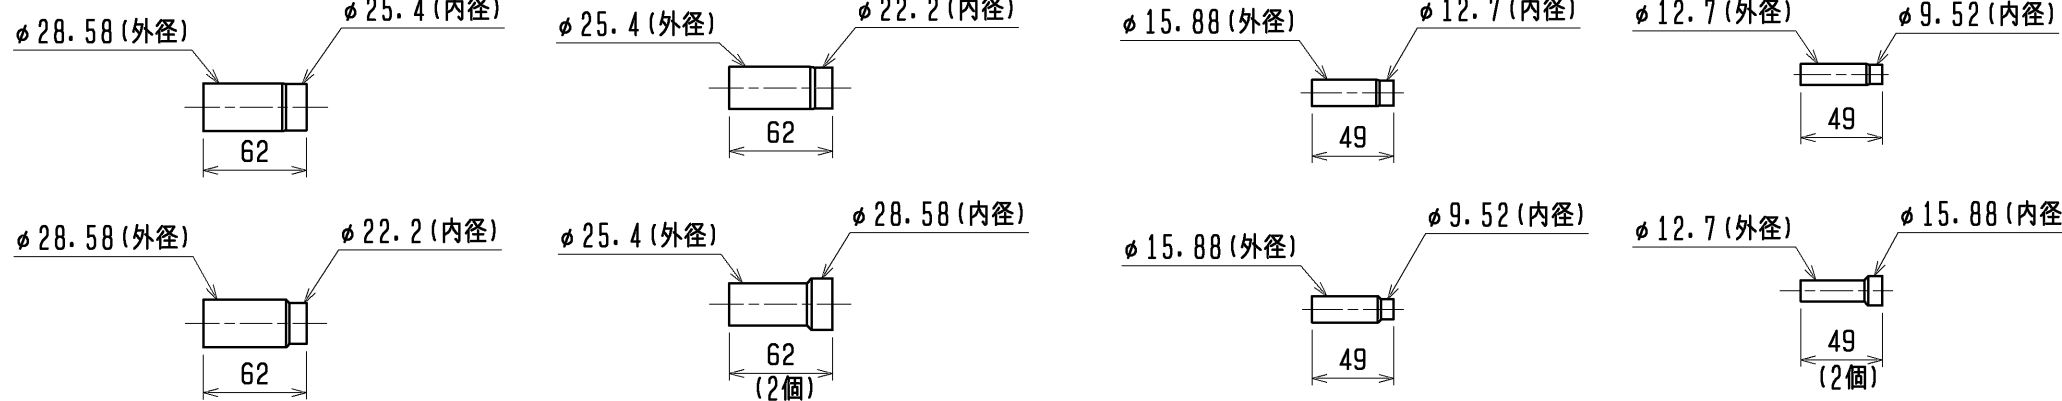 φ28.58(外径)
φ25.4(内径)
62
φ25.4(外径)
φ22.2(内径)
62
φ15.88(外径)
φ12.7(内径)
49
φ12.7(外径)
φ9.52(内径)
49
φ28.58(外径)
φ22.2(内径)
62
φ25.4(外径)
φ28.58(内径)
62
(2個)
φ15.88(外径)
φ9.52(内径)
49
φ12.7(外径)
φ15.88(内径
49
(2個)